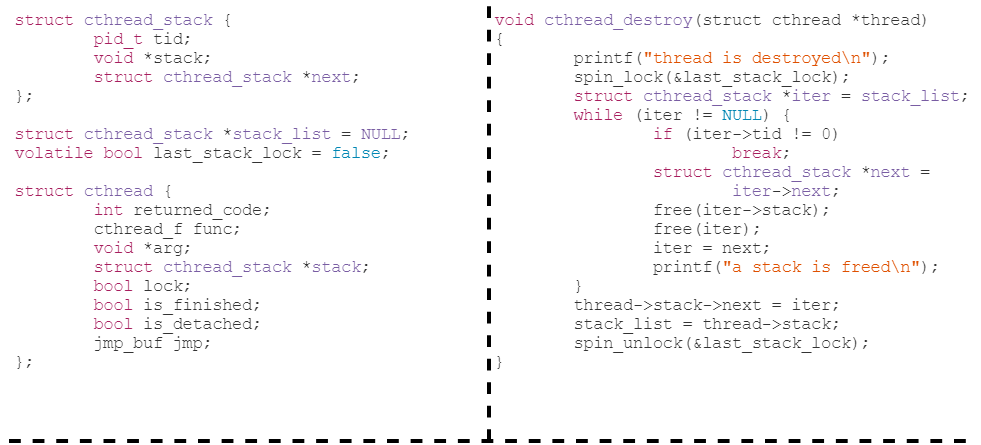 struct cthread_stack {
        pid_t tid;
        void *stack;
        struct cthread_stack *next;
};

struct cthread_stack *stack_list = NULL;
volatile bool last_stack_lock = false;

struct cthread {
        int returned_code;
        cthread_f func;
        void *arg;
        struct cthread_stack *stack;
        bool lock;
        bool is_finished;
        bool is_detached;
        jmp_buf jmp;
};

void cthread_destroy(struct cthread *thread)
{
        printf("thread is destroyed\n");
        spin_lock(&last_stack_lock);
        struct cthread_stack *iter = stack_list;
        while (iter != NULL) {
                if (iter->tid != 0)
                        break;
                struct cthread_stack *next =
                        iter->next;
                free(iter->stack);
                free(iter);
                iter = next;
                printf("a stack is freed\n");
        }
        thread->stack->next = iter;
        stack_list = thread->stack;
        spin_unlock(&last_stack_lock);
}